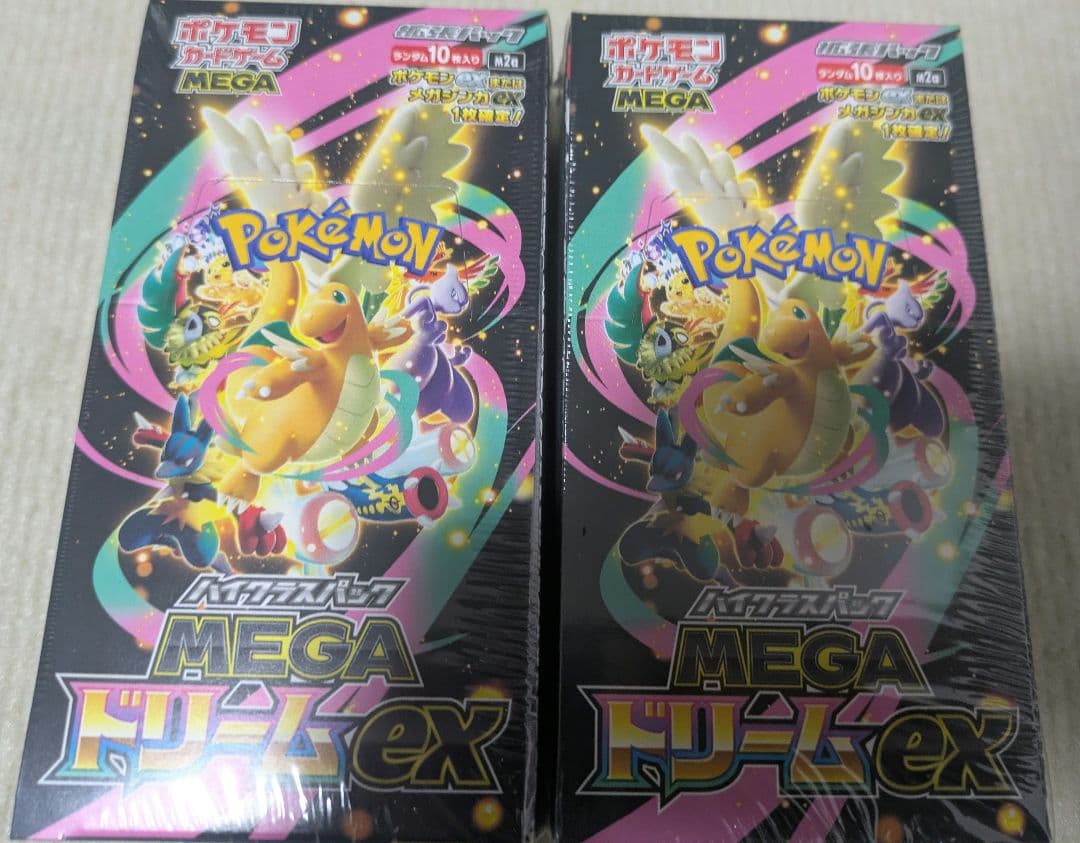 ポケモン
カードゲーム
MEGA
拡張パック
ランダム10枚入り
ポケモンexまたは
メガシンカex
1枚確定!
POKéMON
TM
ハイクラスパック
MEGA
ドリームex
ポケモン
カードゲーム
MEGA
拡張パック
ランダム10枚入り
ポケモンexまたは
メガシンカex
1枚確定!
POKéMON
ハイクラスパック
MEGA
ドリームex